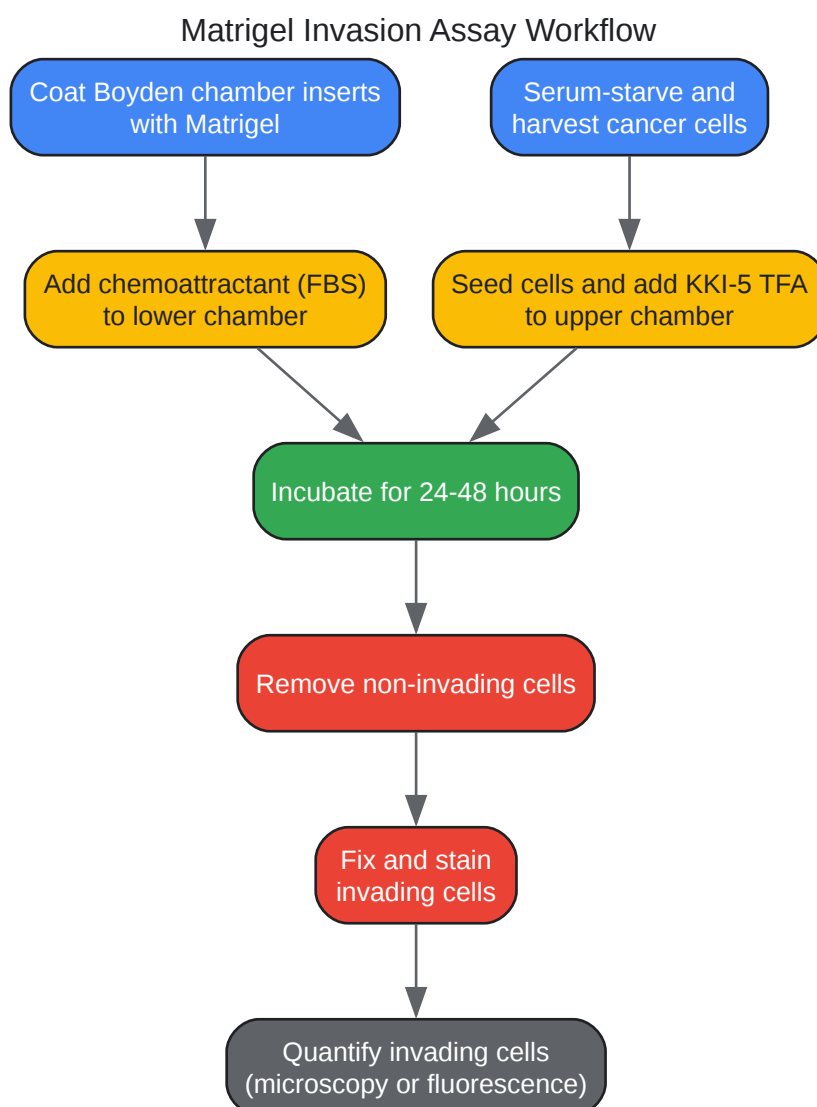 Matrigel Invasion Assay Workflow
Coat Boyden chamber inserts
with Matrigel
Serum-starve and
harvest cancer cells
Add chemoattractant (FBS)
to lower chamber
Seed cells and add KKI-5 TFA
to upper chamber
Incubate for 24-48 hours
Remove non-invading cells
Fix and stain
invading cells
Quantify invading cells
(microscopy or fluorescence)